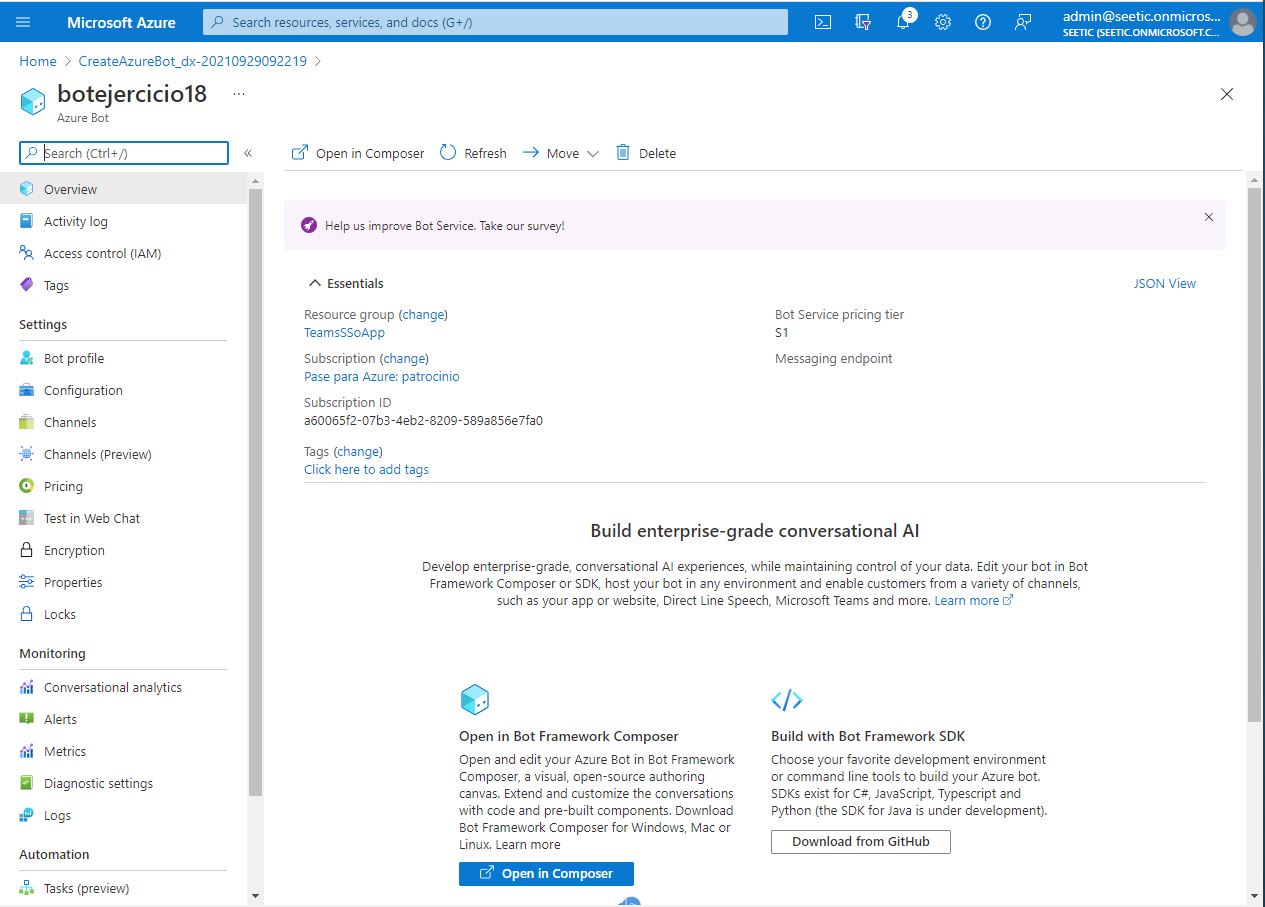 Microsoft Azure
Search resources, services, and docs (G+/)
3
admin@seetic.onmicros...
SEETIC (SEETIC.ONMICROSOFT.C...
Home > CreateAzureBot_dx-20210929092219 >
botejercicio18 ...
Azure Bot
Search (Ctrl+/)
«
Open in Composer Refresh Move Delete
Overview
Activity log
Access control (IAM)
Tags
Settings
Bot profile
Configuration
Channels
Channels (Preview)
Pricing
Test in Web Chat
Encryption
Properties
Locks
Monitoring
Conversational analytics
Alerts
Metrics
Diagnostic settings
Logs
Automation
Tasks (preview)
Help us improve Bot Service. Take our survey!
Essentials
JSON View
Resource group (change)
TeamsSSoApp
Subscription (change)
Pase para Azure: patrocinio
Subscription ID
a60065f2-07b3-4eb2-8209-589a856e7fa0
Tags (change)
Click here to add tags
Bot Service pricing tier
S1
Messaging endpoint
Build enterprise-grade conversational AI
Develop enterprise-grade, conversational AI experiences, while maintaining control of your data. Edit your bot in Bot
Framework Composer or SDK, host your bot in any environment and enable customers from a variety of channels,
such as your app or website, Direct Line Speech, Microsoft Teams and more. Learn more
Open in Bot Framework Composer
Open and edit your Azure Bot in Bot Framework
Composer, a visual, open-source authoring
canvas. Extend and customize the conversations
with code and pre-built components. Download
Bot Framework Composer for Windows, Mac or
Linux. Learn more
Open in Composer
Build with Bot Framework SDK
Choose your favorite development environment
or command line tools to build your Azure bot.
SDKs exist for C#, JavaScript, Typescript and
Python (the SDK for Java is under development).
Download from GitHub